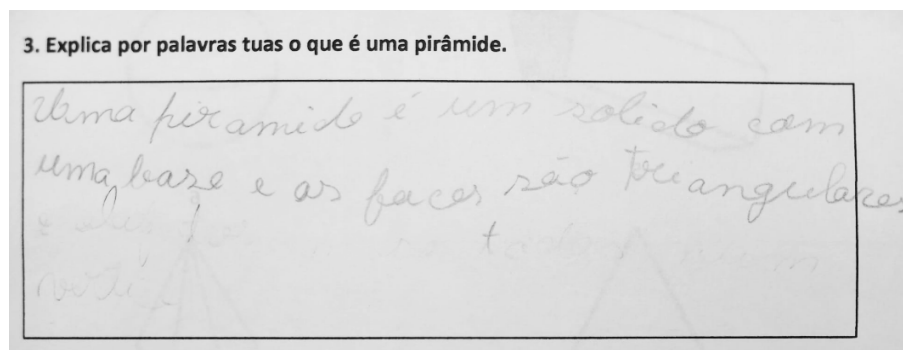 3. Explica por palavras tuas o que é uma pirâmide.
Uma piramide é um solido com
uma base e as faces são triangulares